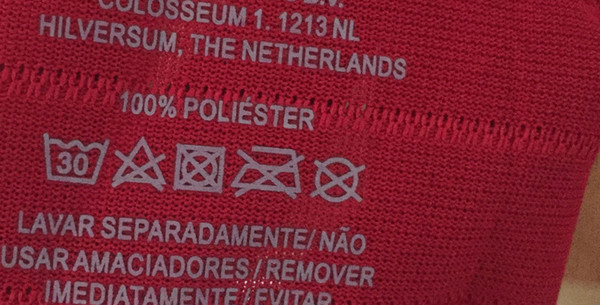 COLOSSEUM 1. 1213 NL
HILVERSUM, THE NETHERLANDS
100% POLIÉSTER
30
LAVAR SEPARADAMENTE/ NÃO
USAR AMACIADORES / REMOVER
IMEDIATAMENTE/ EVITAR